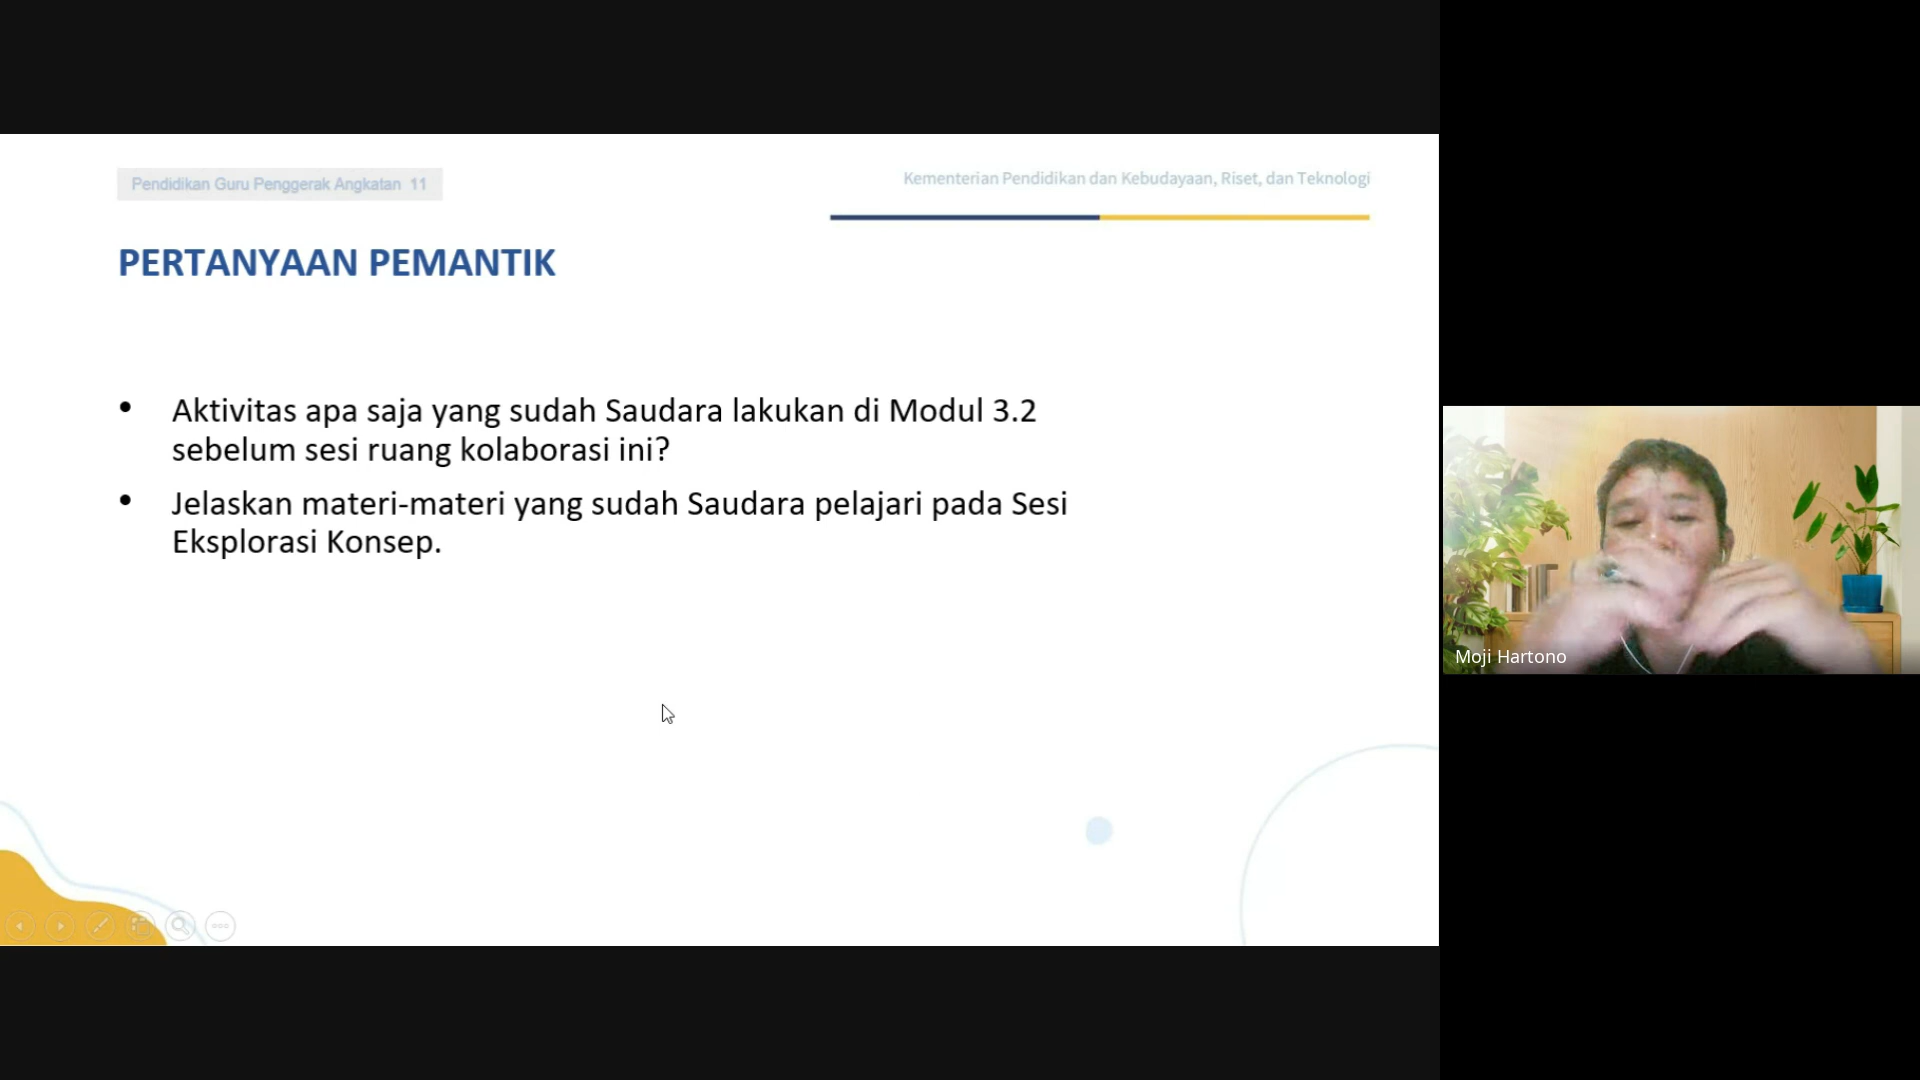 Pendidikan Guru Penggerak Angkatan 11
Kementerian Pendidikan dan Kebudayaan, Riset, dan Teknologi
PERTANYAAN PEMANTIK
• Aktivitas apa saja yang sudah Saudara lakukan di Modul 3.2
sebelum sesi ruang kolaborasi ini?
• Jelaskan materi-materi yang sudah Saudara pelajari pada Sesi
Eksplorasi Konsep.
Moji Hartono